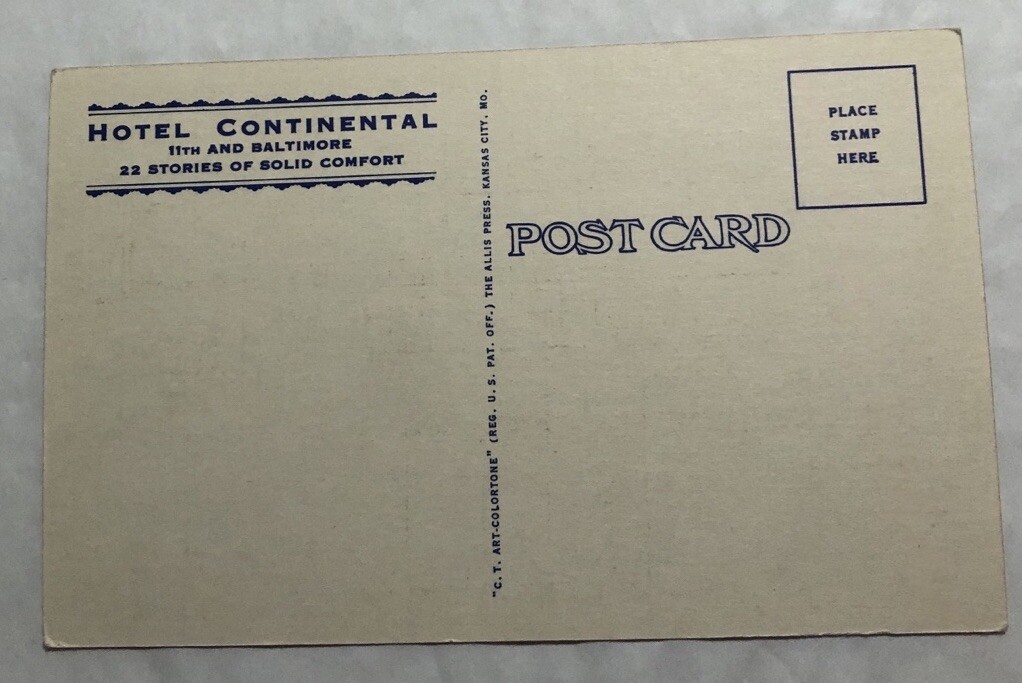 HOTEL CONTINENTAL
11TH AND BALTIMORE
22 STORIES OF SOLID COMFORT
"C. T. ART-COLORTONE" (REG. U. S. PAT. OFF.) THE ALLIS PRESS, KANSAS CITY, MO.
POST CARD
PLACE
STAMP
HERE